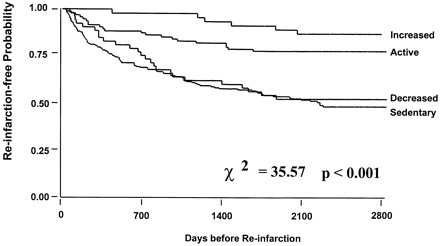 Re-infarction-free Probability
1.00
0.75
0.50
0.25
0.00
Increased
Active
Decreased
Sedentary
χ 2 = 35.57 p < 0.001
0 700 1400 2100 2800
Days before Re-infarction